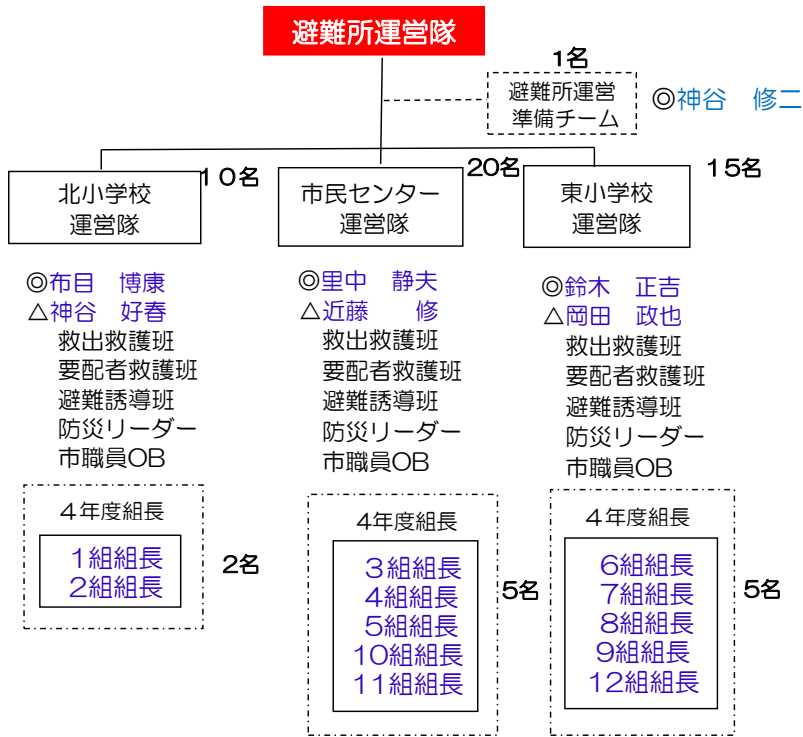 避難所運営隊
1名
避難所運営
準備チーム
◎神谷　修二
北小学校
運営隊
10名
市民センター
運営隊
20名
東小学校
運営隊
15名
◎布目　博康
△神谷　好春
救出救護班
要配者救護班
避難誘導班
防災リーダー
市職員OB
4年度組長
1組組長
2組組長
2名
◎里中　静夫
△近藤　　修
救出救護班
要配者救護班
避難誘導班
防災リーダー
市職員OB
4年度組長
3組組長
4組組長
5組組長
10組組長
11組組長
5名
◎鈴木　正吉
△岡田　政也
救出救護班
要配者救護班
避難誘導班
防災リーダー
市職員OB
4年度組長
6組組長
7組組長
8組組長
9組組長
12組組長
5名